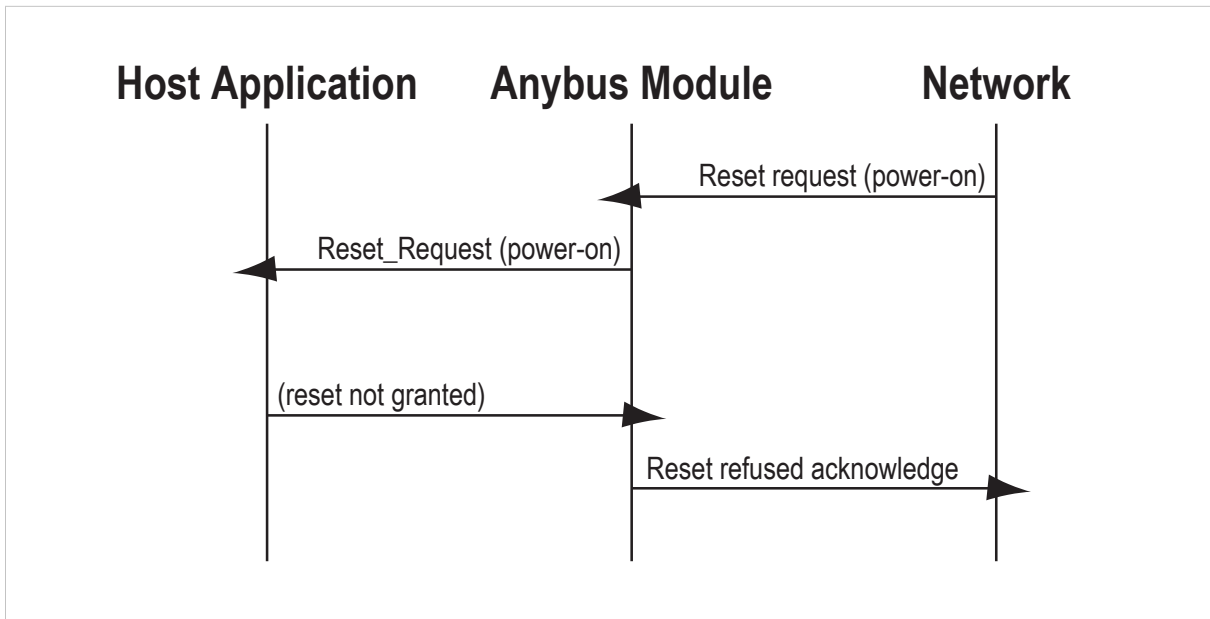 Host Application
Anybus Module
Network
Reset request (power-on)
Reset_Request (power-on)
(reset not granted)
Reset refused acknowledge